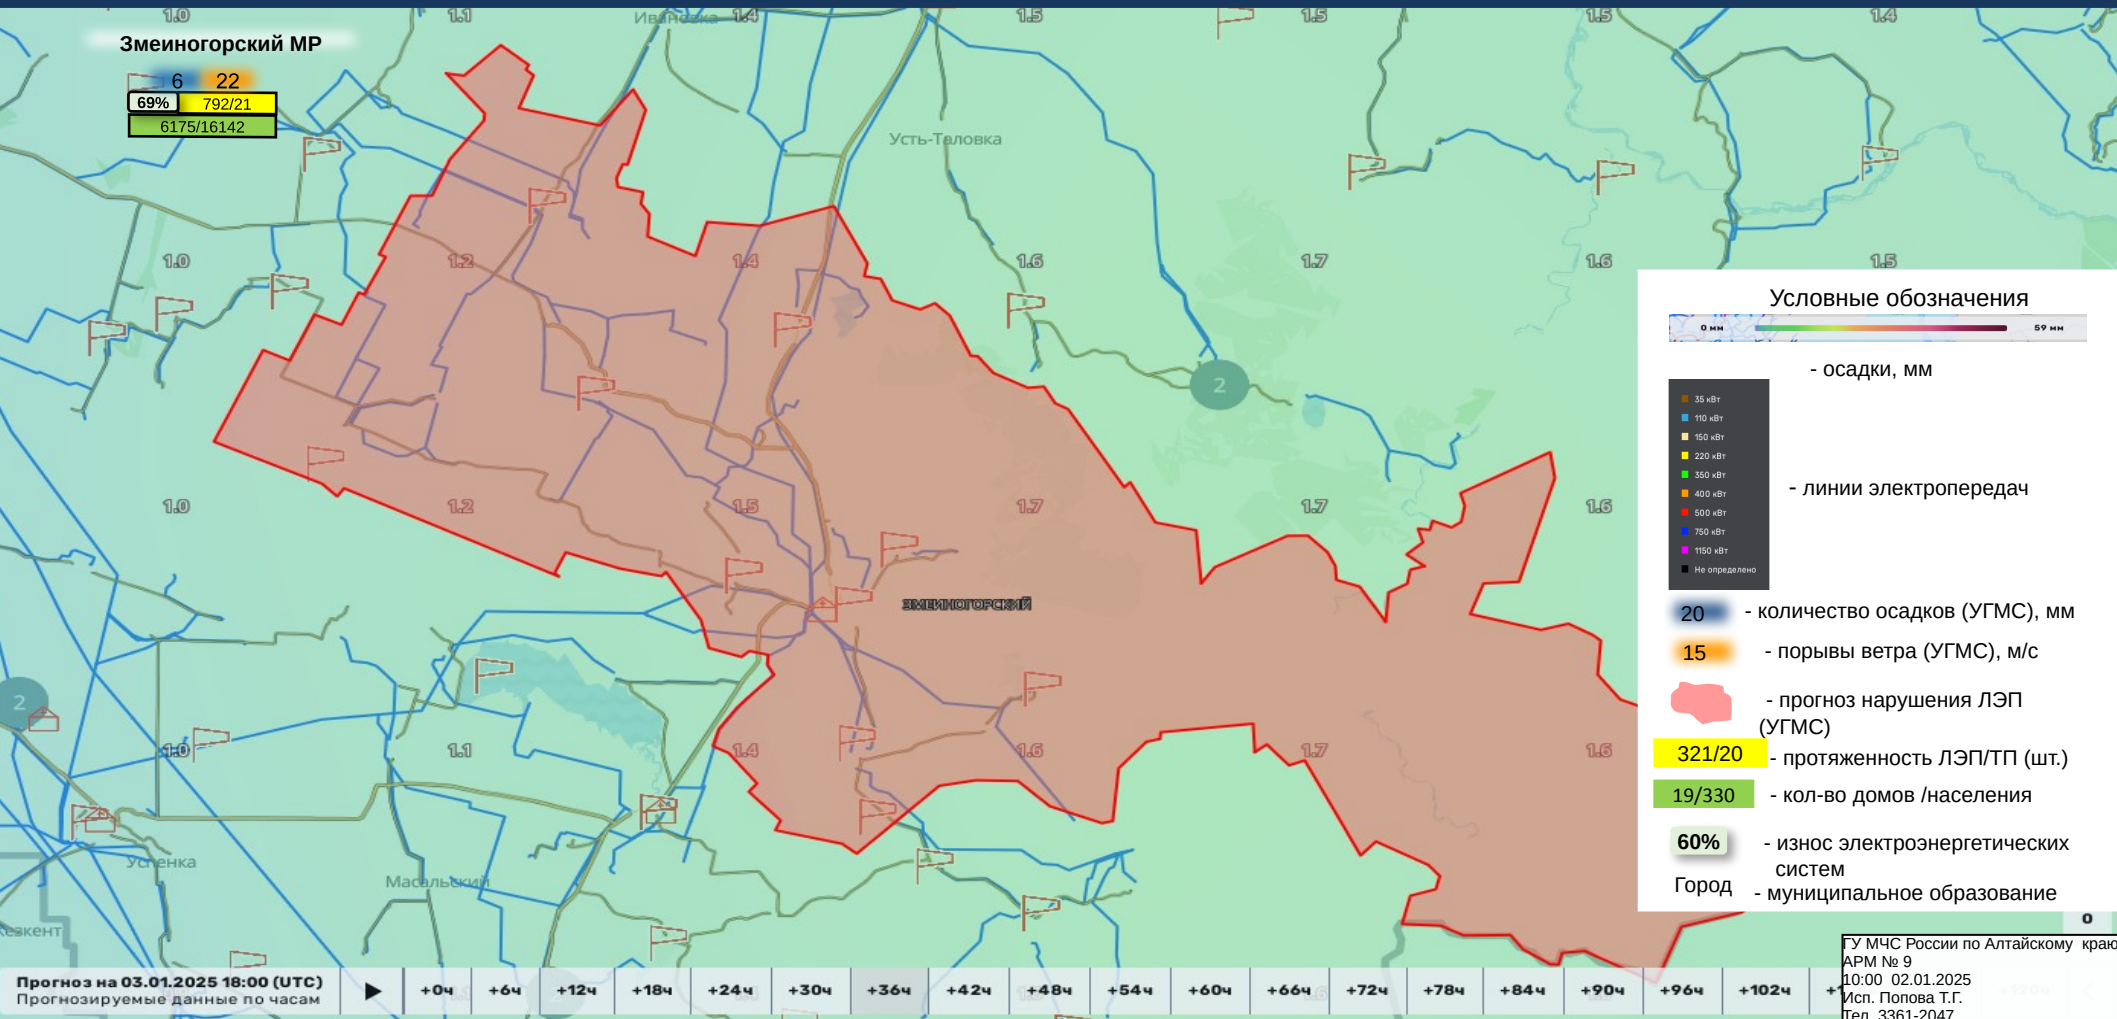 1.0 1.1 Ивановка 1.4 1.5 1.5 1.5 1.4
Змеиногорский МР
6 22
69% 792/21
6175/16142
Усть-Таловка
1.0 1.2 1.4 1.6 1.7 1.6 1.5
2
1.0 1.2 1.5 1.7 1.7 1.6
ЗМЕИНОГОРСКИЙ
2
1.0 1.1 1.4 1.6 1.7 1.6
Успенка
Масальский
Условные обозначения
0 мм 59 мм
- осадки, мм
35 кВт
110 кВт
150 кВт
220 кВт
350 кВт
400 кВт
500 кВт
750 кВт
1150 кВт
Не определено
- линии электропередач
20 - количество осадков (УГМС), мм
15 - порывы ветра (УГМС), м/с
- прогноз нарушения ЛЭП
(УГМС)
321/20 - протяженность ЛЭП/ТП (шт.)
19/330 - кол-во домов /населения
60% - износ электроэнергетических
систем
Город - муниципальное образование
0
Прогноз на 03.01.2025 18:00 (UTC)
Прогнозируемые данные по часам
+0ч +6ч +12ч +18ч +24ч +30ч +36ч +42ч +48ч +54ч +60ч +66ч +72ч +78ч +84ч +90ч +96ч +102ч
ГУ МЧС России по Алтайскому краю
АРМ № 9
10:00 02.01.2025
Исп. Попова Т.Г.
Тел. 3361-2047